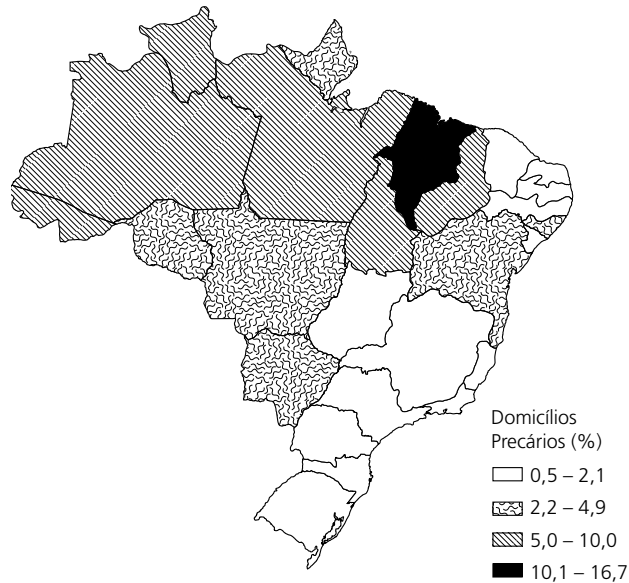 Domicílios
Precários (%)
0,5 – 2,1
2,2 – 4,9
5,0 – 10,0
10,1 – 16,7